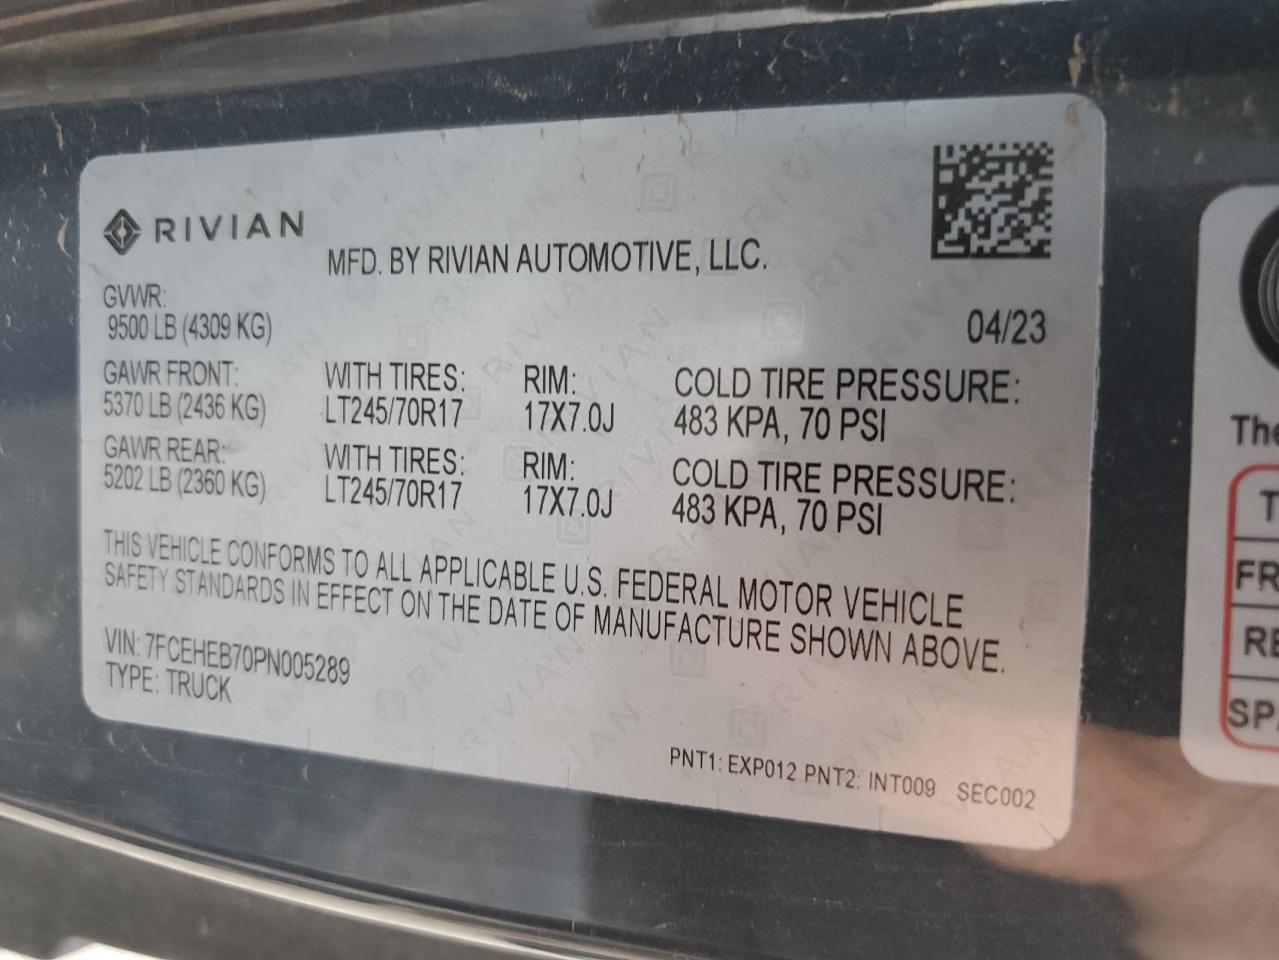 RIVIAN
MFD. BY RIVIAN AUTOMOTIVE, LLC.
GVWR:
9500 LB (4309 KG)
04/23
GAWR FRONT: WITH TIRES: RIM: COLD TIRE PRESSURE:
5370 LB (2436 KG) LT245/70R17 17X7.0J 483 KPA, 70 PSI
GAWR REAR: WITH TIRES: RIM: COLD TIRE PRESSURE:
5202 LB (2360 KG) LT245/70R17 17X7.0J 483 KPA, 70 PSI
THIS VEHICLE CONFORMS TO ALL APPLICABLE U.S. FEDERAL MOTOR VEHICLE
SAFETY STANDARDS IN EFFECT ON THE DATE OF MANUFACTURE SHOWN ABOVE.
VIN: 7FCEHEB70PN005289
TYPE: TRUCK
PNT1: EXP012 PNT2: INT009 SEC002